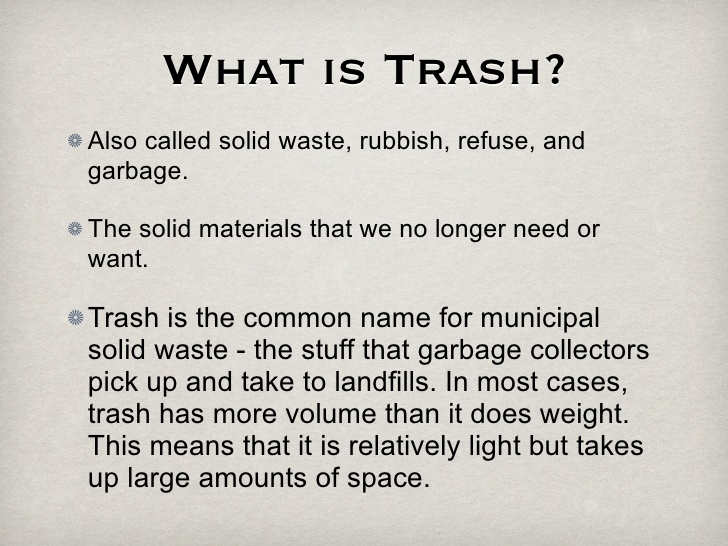 What is Trash?
Also called solid waste, rubbish, refuse, and
garbage.
The solid materials that we no longer need or
want.
Trash is the common name for municipal
solid waste - the stuff that garbage collectors
pick up and take to landfills. In most cases,
trash has more volume than it does weight.
This means that it is relatively light but takes
up large amounts of space.